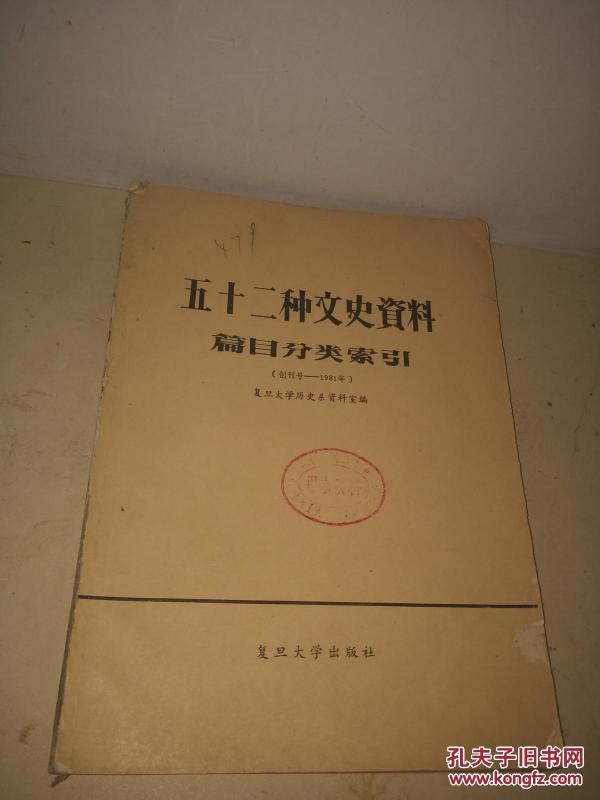 471
五十二种文史資料
篇目分类索引
(创刊号——1981年)
复旦大学历史系资料室编
复旦大学出版社
孔夫子旧书网
www.kongfz.com